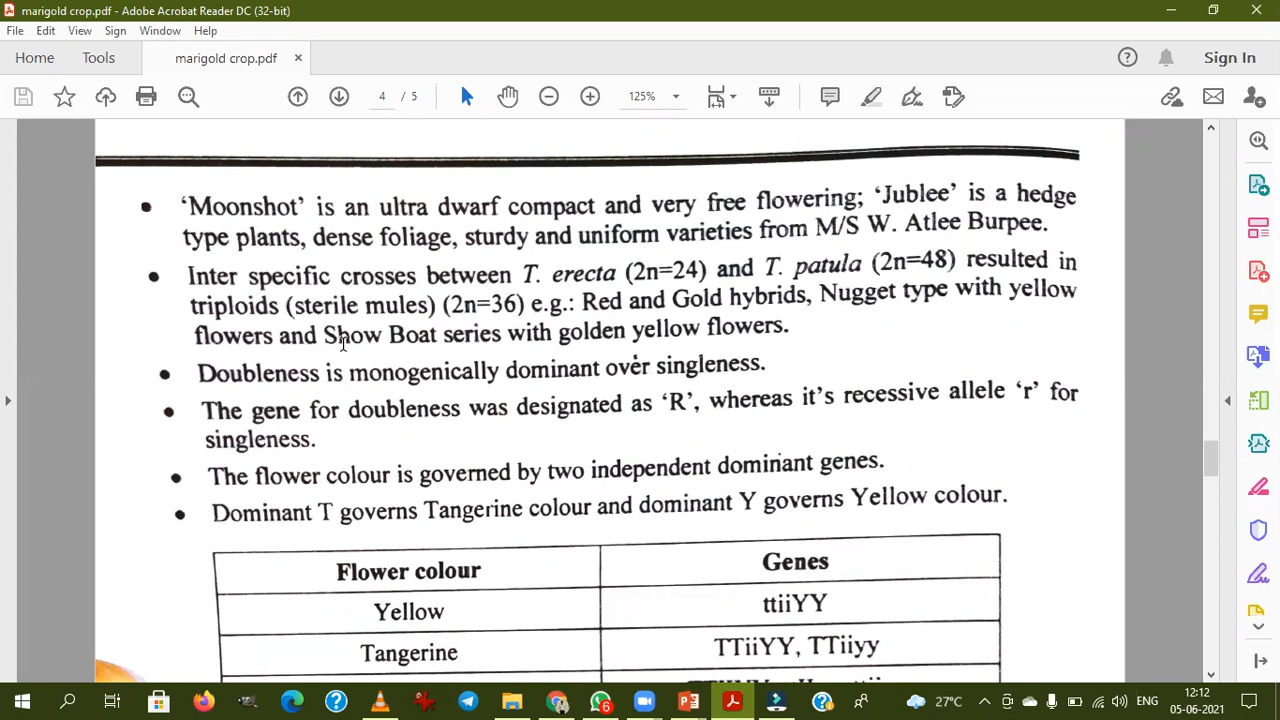 marigold crop.pdf - Adobe Acrobat Reader DC (32-bit)
File Edit View Sign Window Help
Home Tools marigold crop.pdf × Sign In
4 / 5 125%
• ‘Moonshot’ is an ultra dwarf compact and very free flowering; ‘Jublee’ is a hedge
type plants, dense foliage, sturdy and uniform varieties from M/S W. Atlee Burpee.
• Inter specific crosses between T. erecta (2n=24) and T. patula (2n=48) resulted in
triploids (sterile mules) (2n=36) e.g.: Red and Gold hybrids, Nugget type with yellow
flowers and Show Boat series with golden yellow flowers.
• Doubleness is monogenically dominant over singleness.
• The gene for doubleness was designated as ‘R’, whereas it’s recessive allele ‘r’ for
singleness.
• The flower colour is governed by two independent dominant genes.
• Dominant T governs Tangerine colour and dominant Y governs Yellow colour.
Flower colour Genes
Yellow ttiiYY
Tangerine TTiiYY, TTiiyy
6 27°C ENG 12:12
05-06-2021